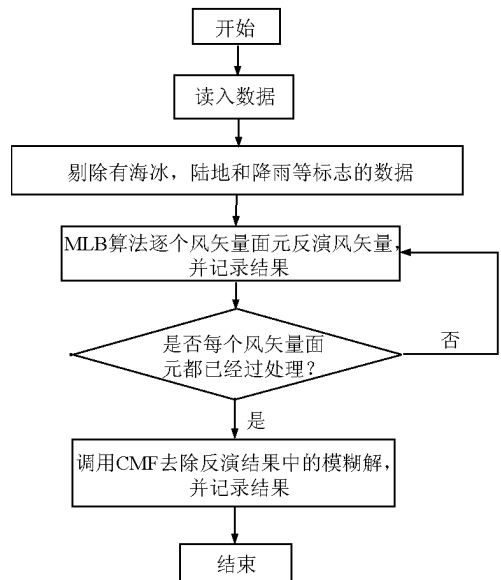 开始
读入数据
剔除有海冰，陆地和降雨等标志的数据
MLB算法逐个风矢量面元反演风矢量，
并记录结果
是否每个风矢量面
元都已经过处理？
否
是
调用CMF去除反演结果中的模糊解，
并记录结果
结束